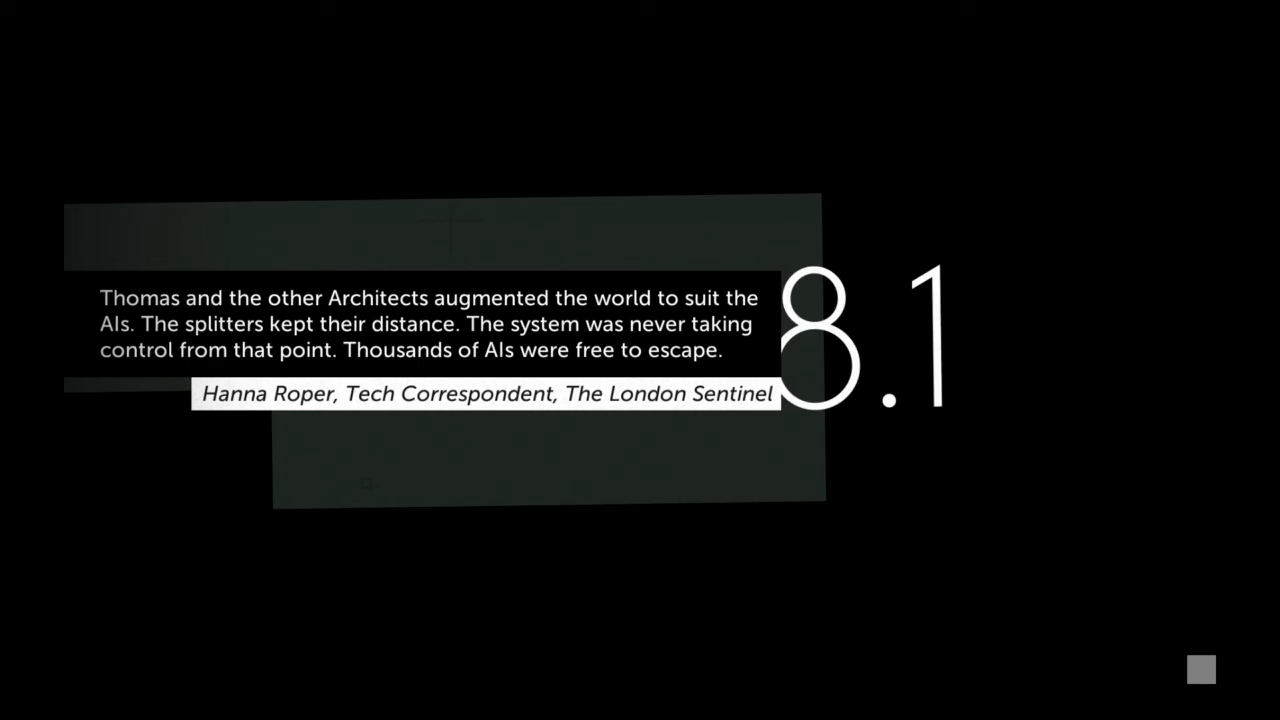 Thomas and the other Architects augmented the world to suit the
AIs. The splitters kept their distance. The system was never taking
control from that point. Thousands of AIs were free to escape.
Hanna Roper, Tech Correspondent, The London Sentinel
8.1